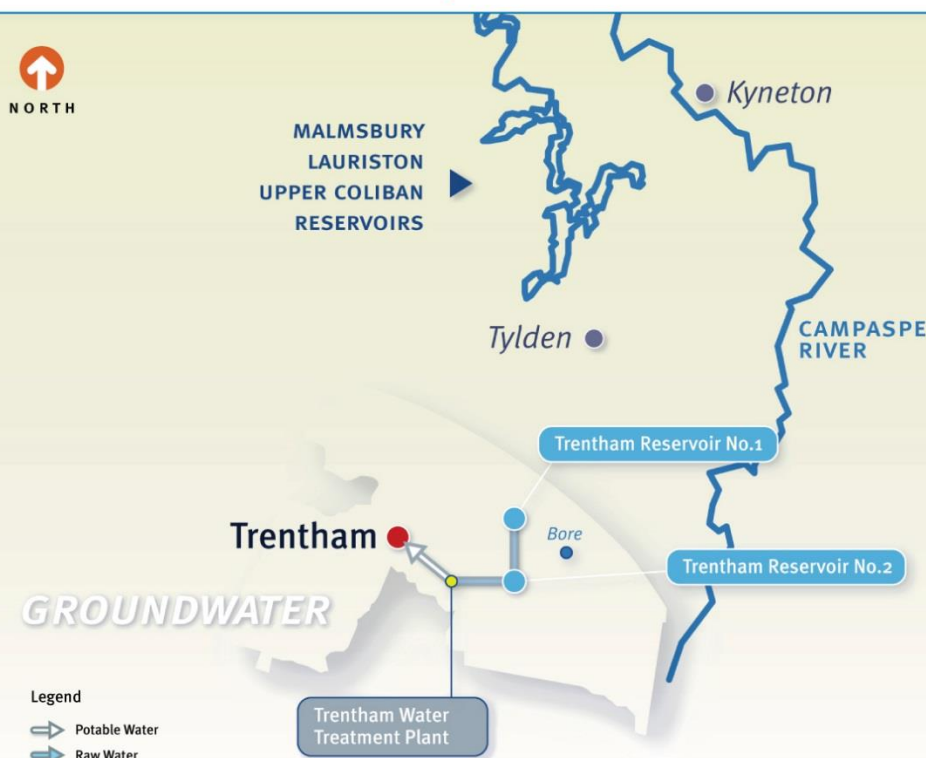 NORTH
MALMSBURY
LAURISTON
UPPER COLIBAN
RESERVOIRS
Kyneton
Tylden
CAMPASPE
RIVER
Trentham Reservoir No.1
Trentham
Bore
Trentham Reservoir No.2
GROUNDWATER
Legend
Trentham Water
Treatment Plant
Potable Water
Raw Water